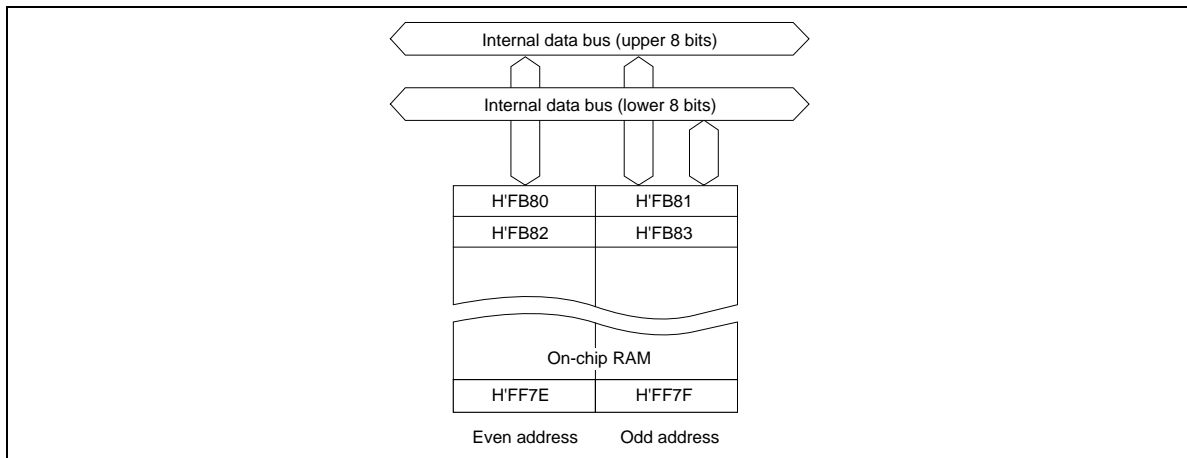 Internal data bus (upper 8 bits)
Internal data bus (lower 8 bits)
H'FB80 H'FB81
H'FB82 H'FB83
On-chip RAM
H'FF7E H'FF7F
Even address Odd address